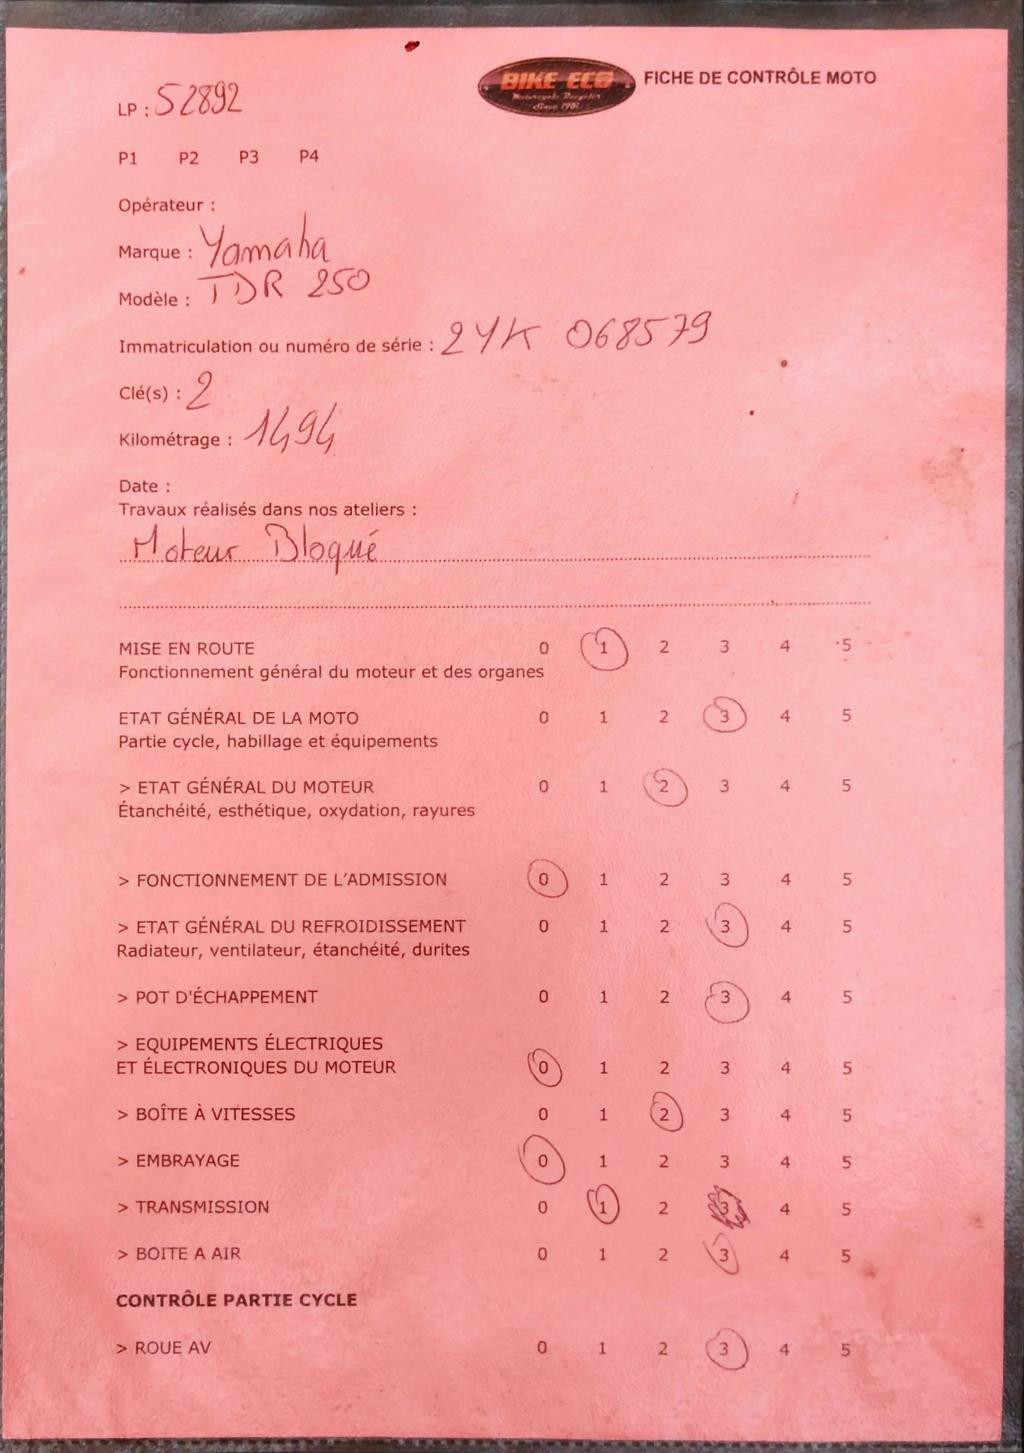 BIKE ECO
Motorcycle Recycler
Since 1981
FICHE DE CONTRÔLE MOTO
LP : 52892
P1 P2 P3 P4
Opérateur :
Marque : Yamaha
Modèle : TDR 250
Immatriculation ou numéro de série : 2YK 068579
Clé(s) : 2
Kilométrage : 1494
Date :
Travaux réalisés dans nos ateliers :
Moteur Bloqué
MISE EN ROUTE 0 1 2 3 4 5
Fonctionnement général du moteur et des organes
ETAT GÉNÉRAL DE LA MOTO 0 1 2 3 4 5
Partie cycle, habillage et équipements
> ETAT GÉNÉRAL DU MOTEUR 0 1 2 3 4 5
Étanchéité, esthétique, oxydation, rayures
> FONCTIONNEMENT DE L'ADMISSION 0 1 2 3 4 5
> ETAT GÉNÉRAL DU REFROIDISSEMENT 0 1 2 3 4 5
Radiateur, ventilateur, étanchéité, durites
> POT D'ÉCHAPPEMENT 0 1 2 3 4 5
> EQUIPEMENTS ÉLECTRIQUES
ET ÉLECTRONIQUES DU MOTEUR 0 1 2 3 4 5
> BOÎTE À VITESSES 0 1 2 3 4 5
> EMBRAYAGE 0 1 2 3 4 5
> TRANSMISSION 0 1 2 3 4 5
> BOITE A AIR 0 1 2 3 4 5
CONTRÔLE PARTIE CYCLE
> ROUE AV 0 1 2 3 4 5